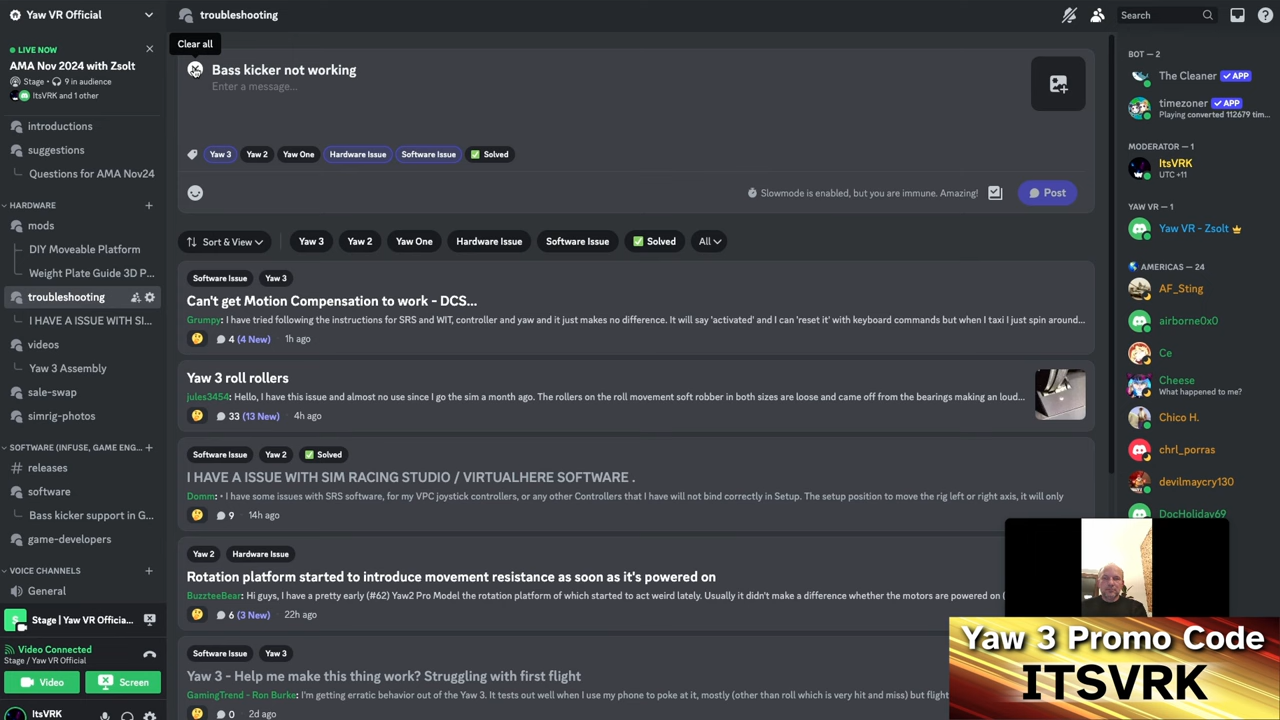 Yaw VR Official
LIVE NOW
AMA Nov 2024 with Zsolt
Stage • 9 in audience
ItsVRK and 1 other
introductions
suggestions
Questions for AMA Nov24
HARDWARE
mods
DIY Moveable Platform
Weight Plate Guide 3D P...
troubleshooting
I HAVE A ISSUE WITH SI...
videos
Yaw 3 Assembly
sale-swap
simrig-photos
SOFTWARE (INFUSE, GAME ENG...
releases
software
Bass kicker support in G...
game-developers
VOICE CHANNELS
General
Stage | Yaw VR Officia...
Video Connected
Stage / Yaw VR Official
Video
Screen
ItsVRK
troubleshooting
Search
Clear all
Bass kicker not working
Enter a message...
Yaw 3
Yaw 2
Yaw One
Hardware Issue
Software Issue
✅ Solved
Slowmode is enabled, but you are immune. Amazing!
Post
Sort & View
Yaw 3
Yaw 2
Yaw One
Hardware Issue
Software Issue
✅ Solved
All
Software Issue
Yaw 3
Can't get Motion Compensation to work - DCS...
Grumpy: I have tried following the instructions for SRS and WIT, controller and yaw and it just makes no difference. It will say 'activated' and I can 'reset it' with keyboard commands but when I taxi I just spin around...
4 (4 New)
1h ago
Yaw 3 roll rollers
jules3454: Hello, I have this issue and almost no use since I go the sim a month ago. The rollers on the roll movement soft robber in both sizes are loose and came off from the bearings making an loud...
33 (13 New)
4h ago
Software Issue
Yaw 2
✅ Solved
I HAVE A ISSUE WITH SIM RACING STUDIO / VIRTUALHERE SOFTWARE .
Domm: • I have some issues with SRS software, for my VPC joystick controllers, or any other Controllers that I have will not bind correctly in Setup. The setup position to move the rig left or right axis, it will only
9
14h ago
Yaw 2
Hardware Issue
Rotation platform started to introduce movement resistance as soon as it's powered on
BuzzteeBear: Hi guys, I have a pretty early (#62) Yaw2 Pro Model the rotation platform of which started to act weird lately. Usually it didn't make a difference whether the motors are powered on (
6 (3 New)
22h ago
Software Issue
Yaw 3
Yaw 3 - Help me make this thing work? Struggling with first flight
GamingTrend - Ron Burke: I'm getting erratic behavior out of the Yaw 3. It tests out well when I use my phone to poke at it, mostly (other than roll which is very hit and miss) but flight
0
2d ago
BOT — 2
The Cleaner
APP
timezoner
APP
Playing converted 112679 tim...
MODERATOR — 1
ItsVRK
UTC +11
YAW VR — 1
Yaw VR - Zsolt
AMERICAS — 24
AF_Sting
airborne0x0
Ce
Cheese
What happened to me?
Chico H.
chrl_porras
devilmaycry130
DocHoliday69
Yaw 3 Promo Code
ITSVRK